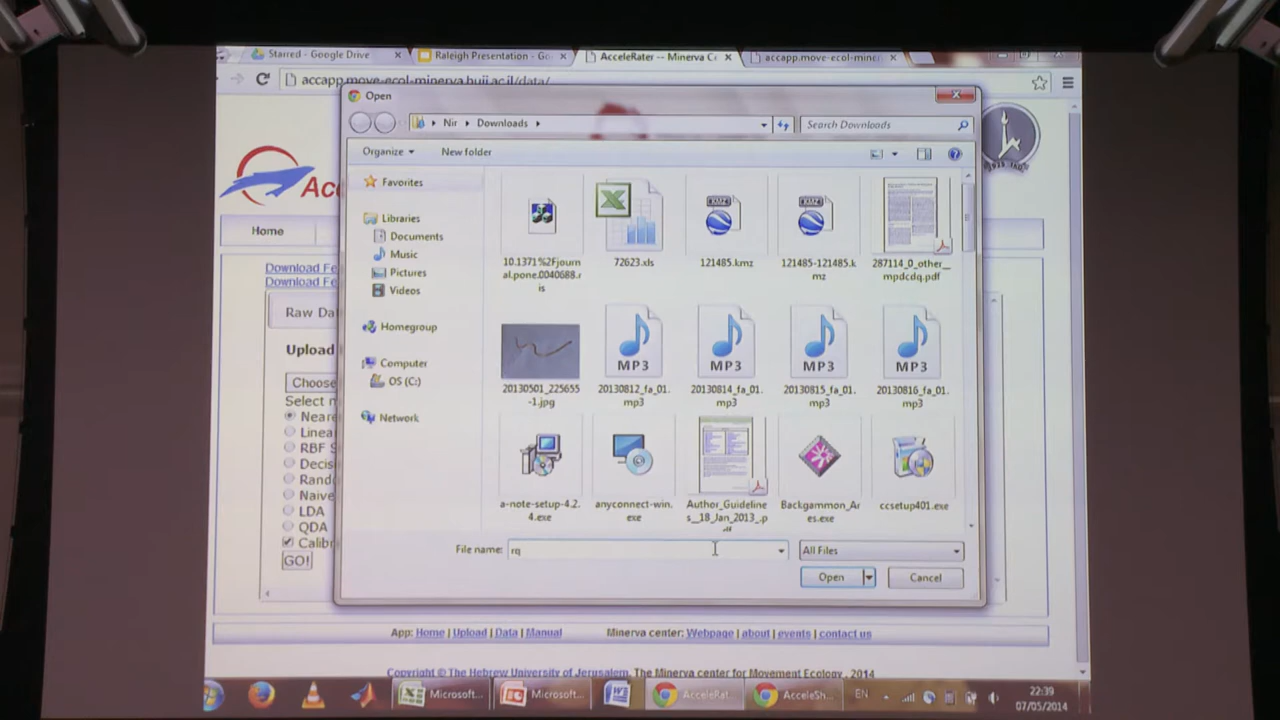 Starred - Google Drive
Raleigh Presentation - Go
AcceleRater -- Minerva Ce
accapp.move-ecol-miner
accapp.move-ecol-minerva.huji.ac.il/data/
Open
Nir
Downloads
Search Downloads
Organize
New folder
Favorites
Libraries
Documents
Music
Pictures
Videos
Homegroup
Computer
OS (C:)
Network
10.1371%2Fjourn
al.pone.0040688.r
is
72623.xls
121485.kmz
121485-121485.k
mz
287114_0_other_
mpdcdq.pdf
20130501_225655
-1.jpg
MP3
20130812_fa_01.
mp3
MP3
20130814_fa_01.
mp3
MP3
20130815_fa_01.
mp3
MP3
20130816_fa_01.
mp3
a-note-setup-4.2.
4.exe
anyconnect-win.
exe
Author_Guideline
s__18_Jan_2013_.p
Backgammon_Ar
es.exe
ccsetup401.exe
File name: rq
All Files
Open
Cancel
Acc
Home
Download Fe
Download Fe
Raw Da
Upload
Choose
Select
Neare
Linea
RBF S
Decis
Rand
Naive
LDA
QDA
Calib
GO!
App: Home | Upload | Data | Manual
Minerva center: Webpage | about | events | contact us
Copyright © The Hebrew University of Jerusalem, The Minerva center for Movement Ecology , 2014
Microsoft...
Microsoft...
AcceleRat...
AcceleSh...
EN
22:39
07/05/2014